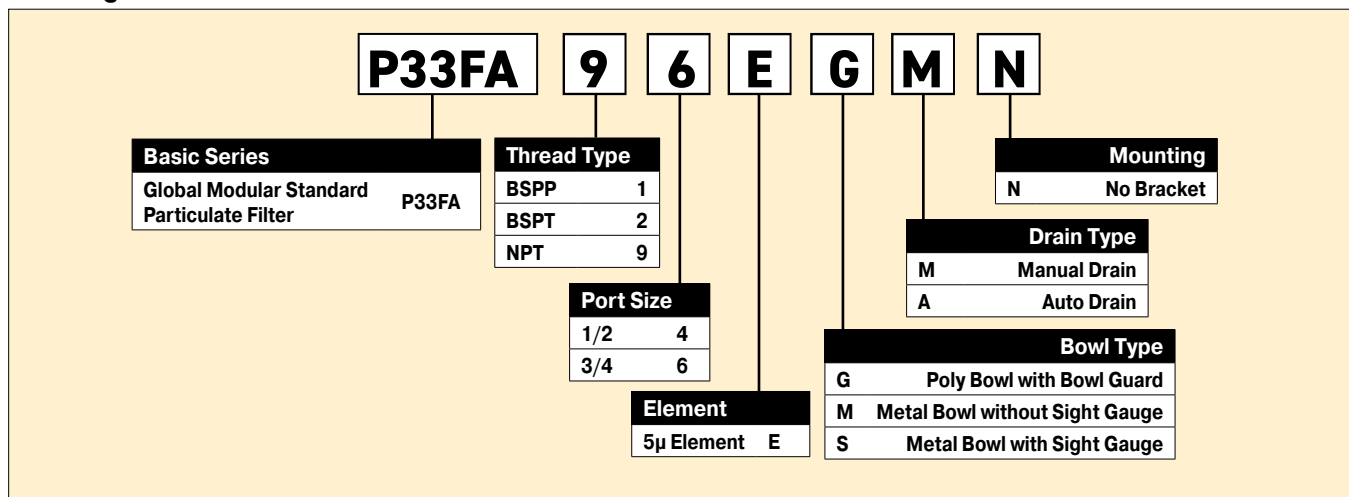 P33FA 9 6 E G M N
Basic Series
Global Modular Standard
Particulate Filter P33FA
Thread Type
BSPP 1
BSPT 2
NPT 9
Port Size
1/2 4
3/4 6
Element
5µ Element E
Mounting
N No Bracket
Drain Type
M Manual Drain
A Auto Drain
Bowl Type
G Poly Bowl with Bowl Guard
M Metal Bowl without Sight Gauge
S Metal Bowl with Sight Gauge